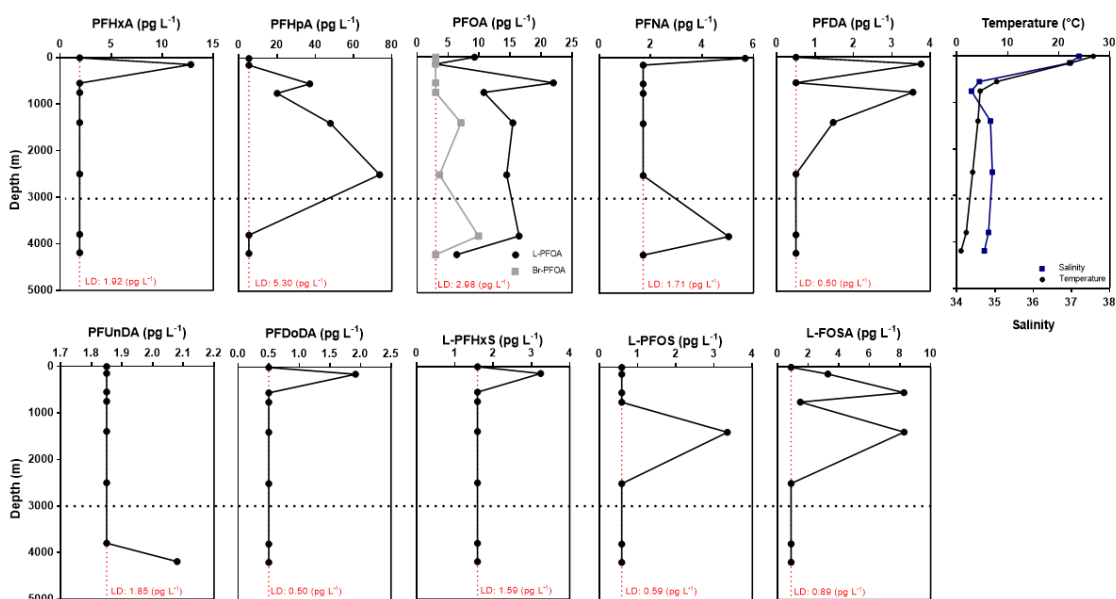 PFHxA (pg L⁻¹)
0 5 10 15
PFHpA (pg L⁻¹)
0 20 40 60 80
PFOA (pg L⁻¹)
0 5 10 15 20 25
PFNA (pg L⁻¹)
0 2 4 6
PFDA (pg L⁻¹)
0 1 2 3 4
Temperature (°C)
0 10 20 30
Depth (m)
0
1000
2000
3000
4000
5000
LD: 1.92 (pg L⁻¹)
LD: 5.30 (pg L⁻¹)
L-PFOA
Br-PFOA
LD: 2.98 (pg L⁻¹)
LD: 1.71 (pg L⁻¹)
LD: 0.50 (pg L⁻¹)
Salinity
Temperature
34 35 36 37 38
Salinity
PFUnDA (pg L⁻¹)
1.7 1.8 1.9 2.0 2.1 2.2
PFDoDA (pg L⁻¹)
0.0 0.5 1.0 1.5 2.0 2.5
L-PFHxS (pg L⁻¹)
0 1 2 3 4
L-PFOS (pg L⁻¹)
0 1 2 3 4
L-FOSA (pg L⁻¹)
0 2 4 6 8 10
Depth (m)
0
1000
2000
3000
4000
5000
LD: 1.85 (pg L⁻¹)
LD: 0.50 (pg L⁻¹)
LD: 1.59 (pg L⁻¹)
LD: 0.59 (pg L⁻¹)
LD: 0.89 (pg L⁻¹)